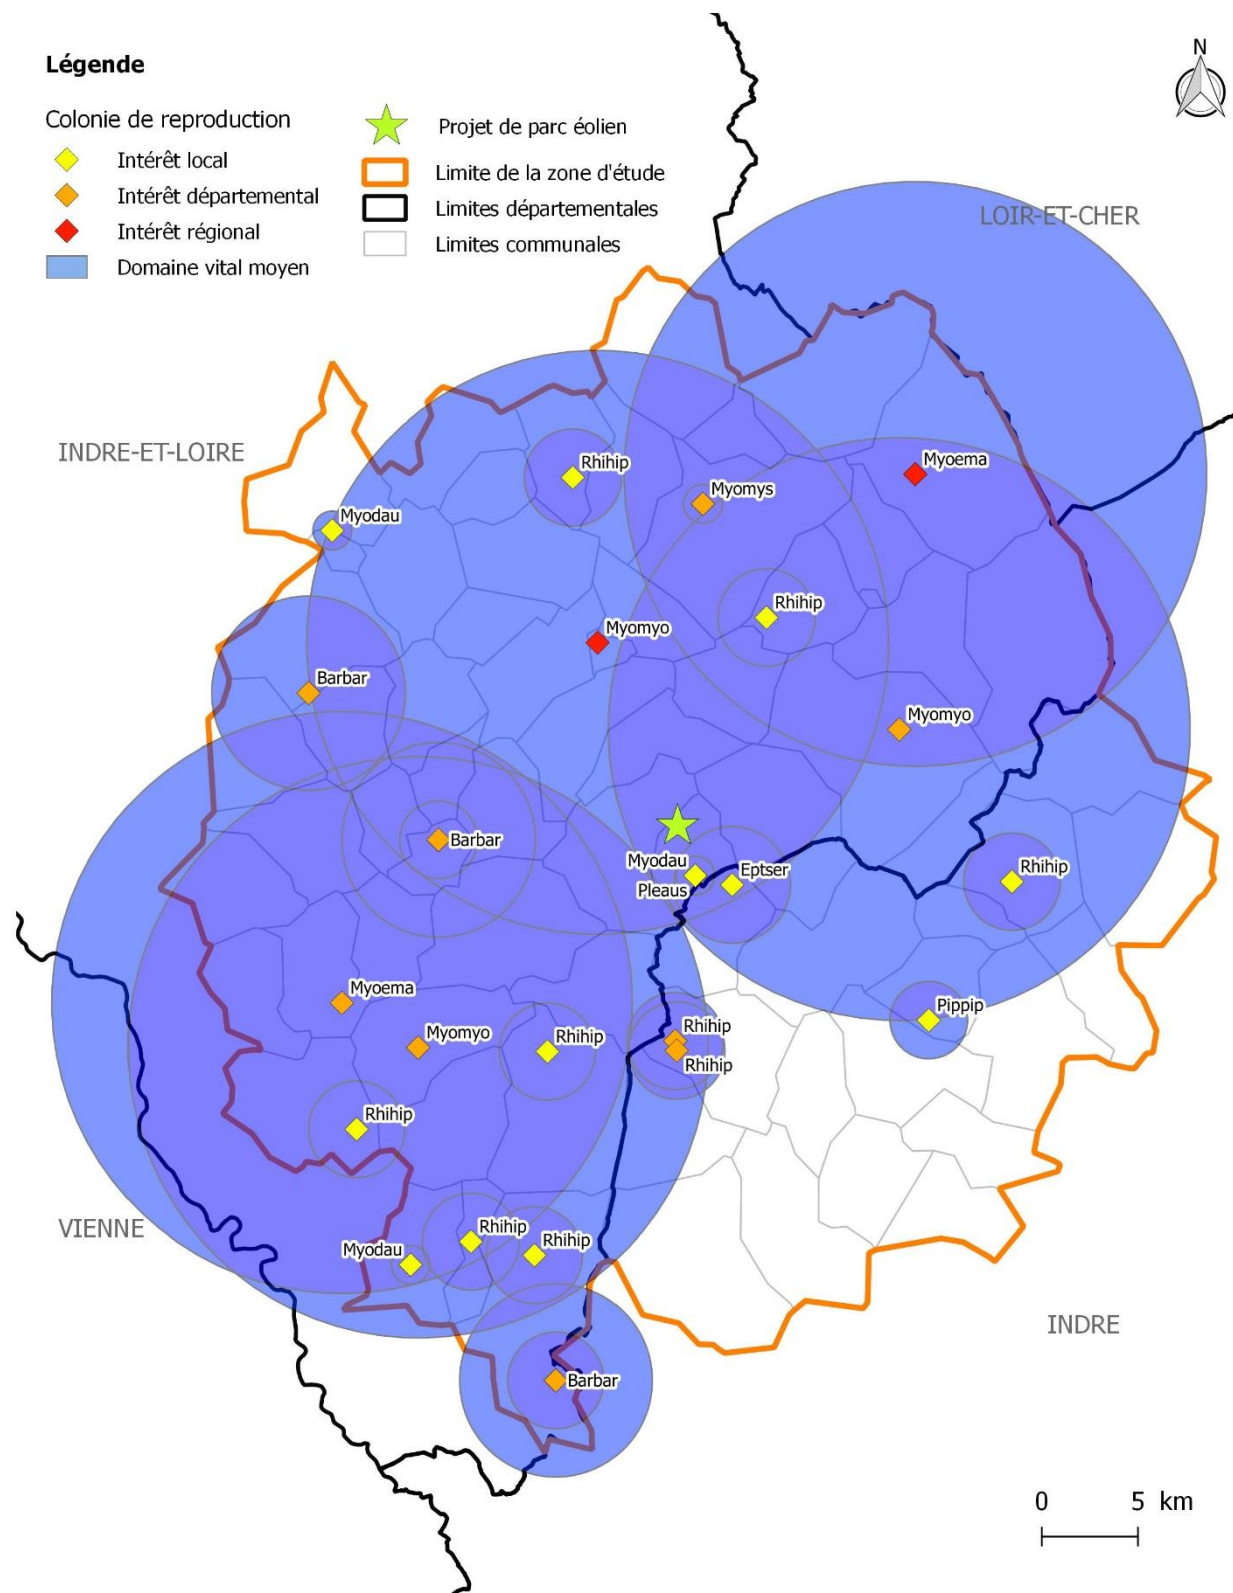 N
Légende
Colonie de reproduction
Intérêt local
Intérêt départemental
Intérêt régional
Domaine vital moyen
Projet de parc éolien
Limite de la zone d'étude
Limites départementales
Limites communales
LOIR-ET-CHER
INDRE-ET-LOIRE
Rhihip
Myoema
Myomys
Myodau
Rhihip
Myomyo
Barbar
Myomyo
Barbar
Myodau
Eptser
Pleaus
Rhihip
Myoema
Pippip
Myomyo
Rhihip
Rhihip
Rhihip
Rhihip
VIENNE
Rhihip
Rhihip
Myodau
INDRE
Barbar
0 5 km